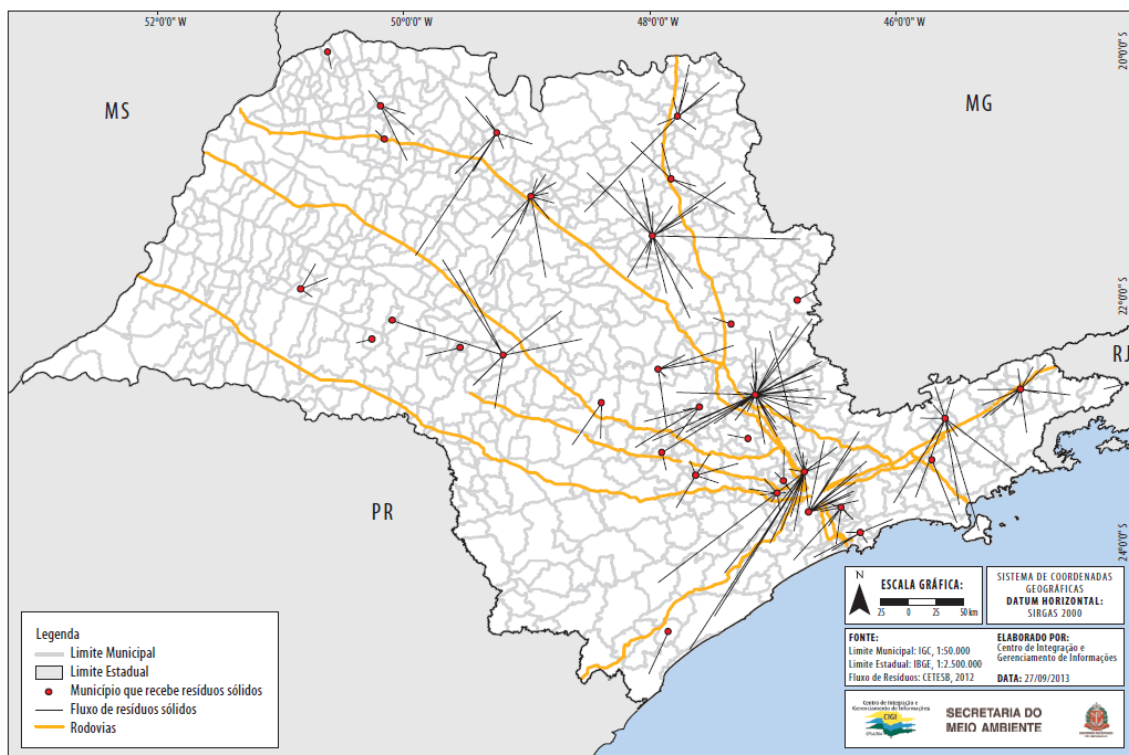 52°0'0" W
50°0'0" W
48°0'0" W
46°0'0" W
20°0'0" S
22°0'0" S
24°0'0" S
MS
MG
RJ
PR
Legenda
Limite Municipal
Limite Estadual
Município que recebe resíduos sólidos
Fluxo de resíduos sólidos
Rodovias
N
ESCALA GRÁFICA:
25 0 25 50 km
SISTEMA DE COORDENADAS
GEOGRÁFICAS
DATUM HORIZONTAL:
SIRGAS 2000
FONTE:
Limite Municipal: IGC, 1:50.000
Limite Estadual: IBGE, 1:2.500.000
Fluxo de Resíduos: CETESB, 2012
ELABORADO POR:
Centro de Integração e
Gerenciamento de Informações
DATA: 27/09/2013
Centro de Integração e
Gerenciamento de Informações
CIGI
SECRETARIA DO
MEIO AMBIENTE